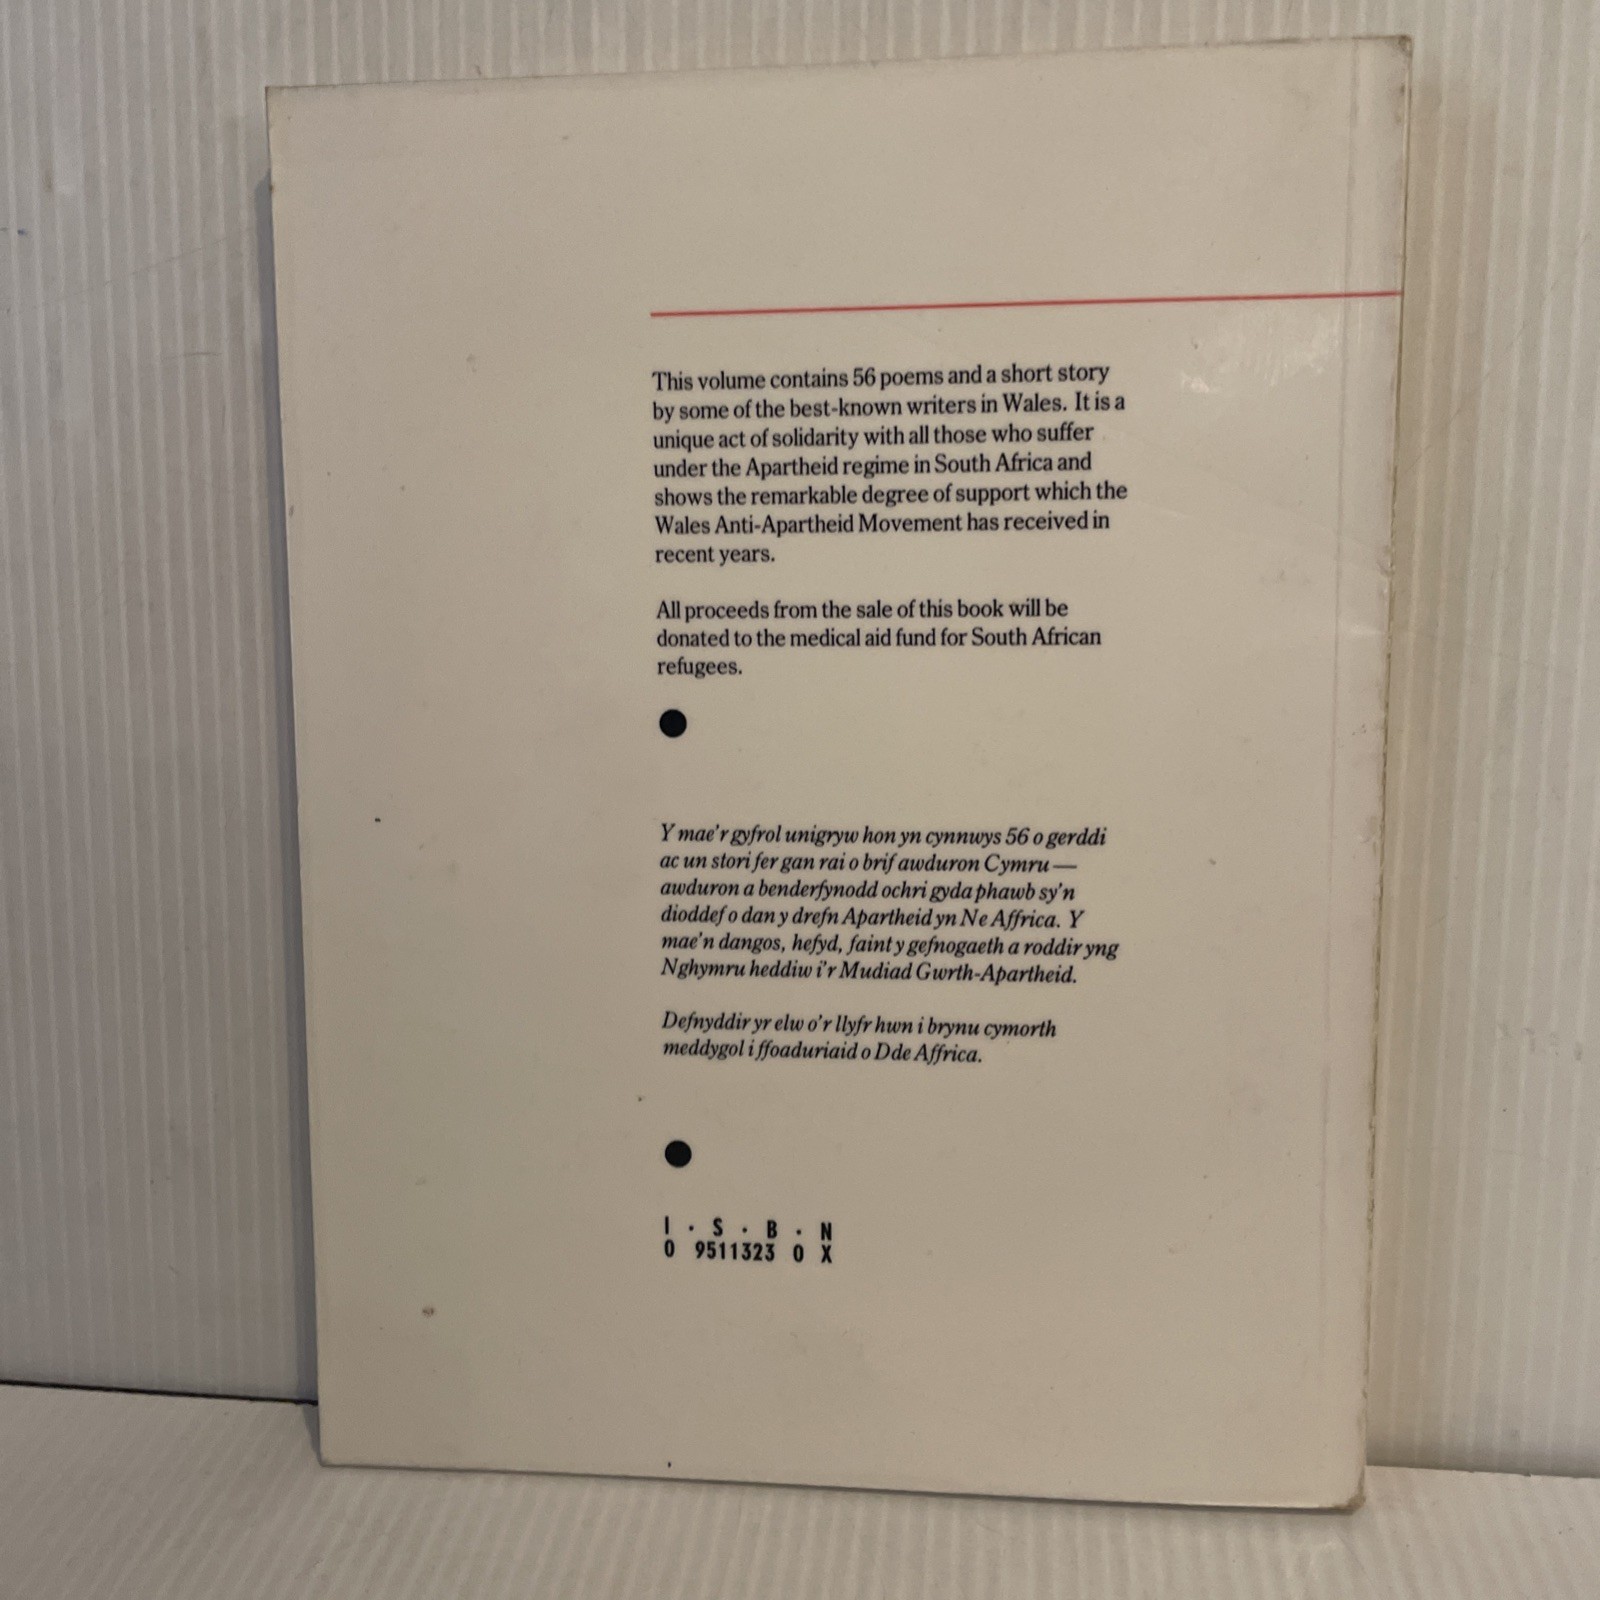 This volume contains 56 poems and a short story
by some of the best-known writers in Wales. It is a
unique act of solidarity with all those who suffer
under the Apartheid regime in South Africa and
shows the remarkable degree of support which the
Wales Anti-Apartheid Movement has received in
recent years.
All proceeds from the sale of this book will be
donated to the medical aid fund for South African
refugees.
Y mae'r gyfrol unigryw hon yn cynnwys 56 o gerddi
ac un stori fer gan rai o brif awduron Cymru —
awduron a benderfynodd ochri gyda phawb sy'n
dioddef o dan y drefn Apartheid yn Ne Affrica. Y
mae'n dangos, hefyd, faint y gefnogaeth a roddir yng
Nghymru heddiw i'r Mudiad Gwrth-Apartheid.
Defnyddir yr elw o'r llyfr hwn i brynu cymorth
meddygol i ffoaduriaid o Dde Affrica.
I · S · B · N
0 9511323 0 X